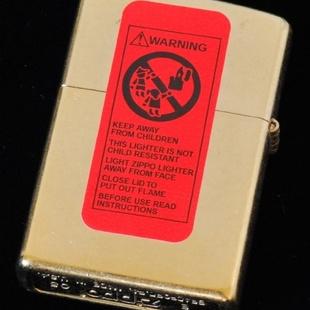 WARNING
KEEP AWAY
FROM CHILDREN
THIS LIGHTER IS NOT
CHILD RESISTANT
LIGHT ZIPPO LIGHTER
AWAY FROM FACE
CLOSE LID TO
PUT OUT FLAME
BEFORE USE READ
INSTRUCTIONS